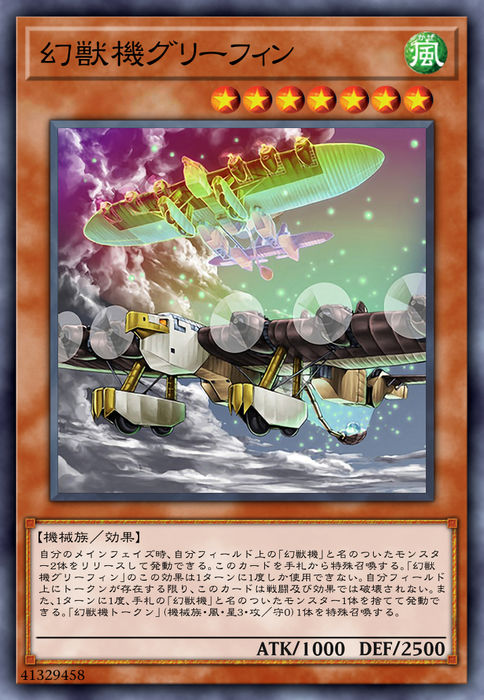 幻獣機グリーフィン
かぜ
風
【機械族／効果】
自分のメインフェイズ時、自分フィールド上の「幻獣機」と名のついたモンスタ
ー2体をリリースして発動できる。このカードを手札から特殊召喚する。「幻獣
機グリーフィン」のこの効果は1ターンに1度しか使用できない。自分フィールド
上にトークンが存在する限り、このカードは戦闘及び効果では破壊されない。ま
た、1ターンに1度、手札の「幻獣機」と名のついたモンスター1体を捨てて発動で
きる。「幻獣機トークン」(機械族・風・星3・攻／守0)1体を特殊召喚する。
ATK/1000 DEF/2500
41329458